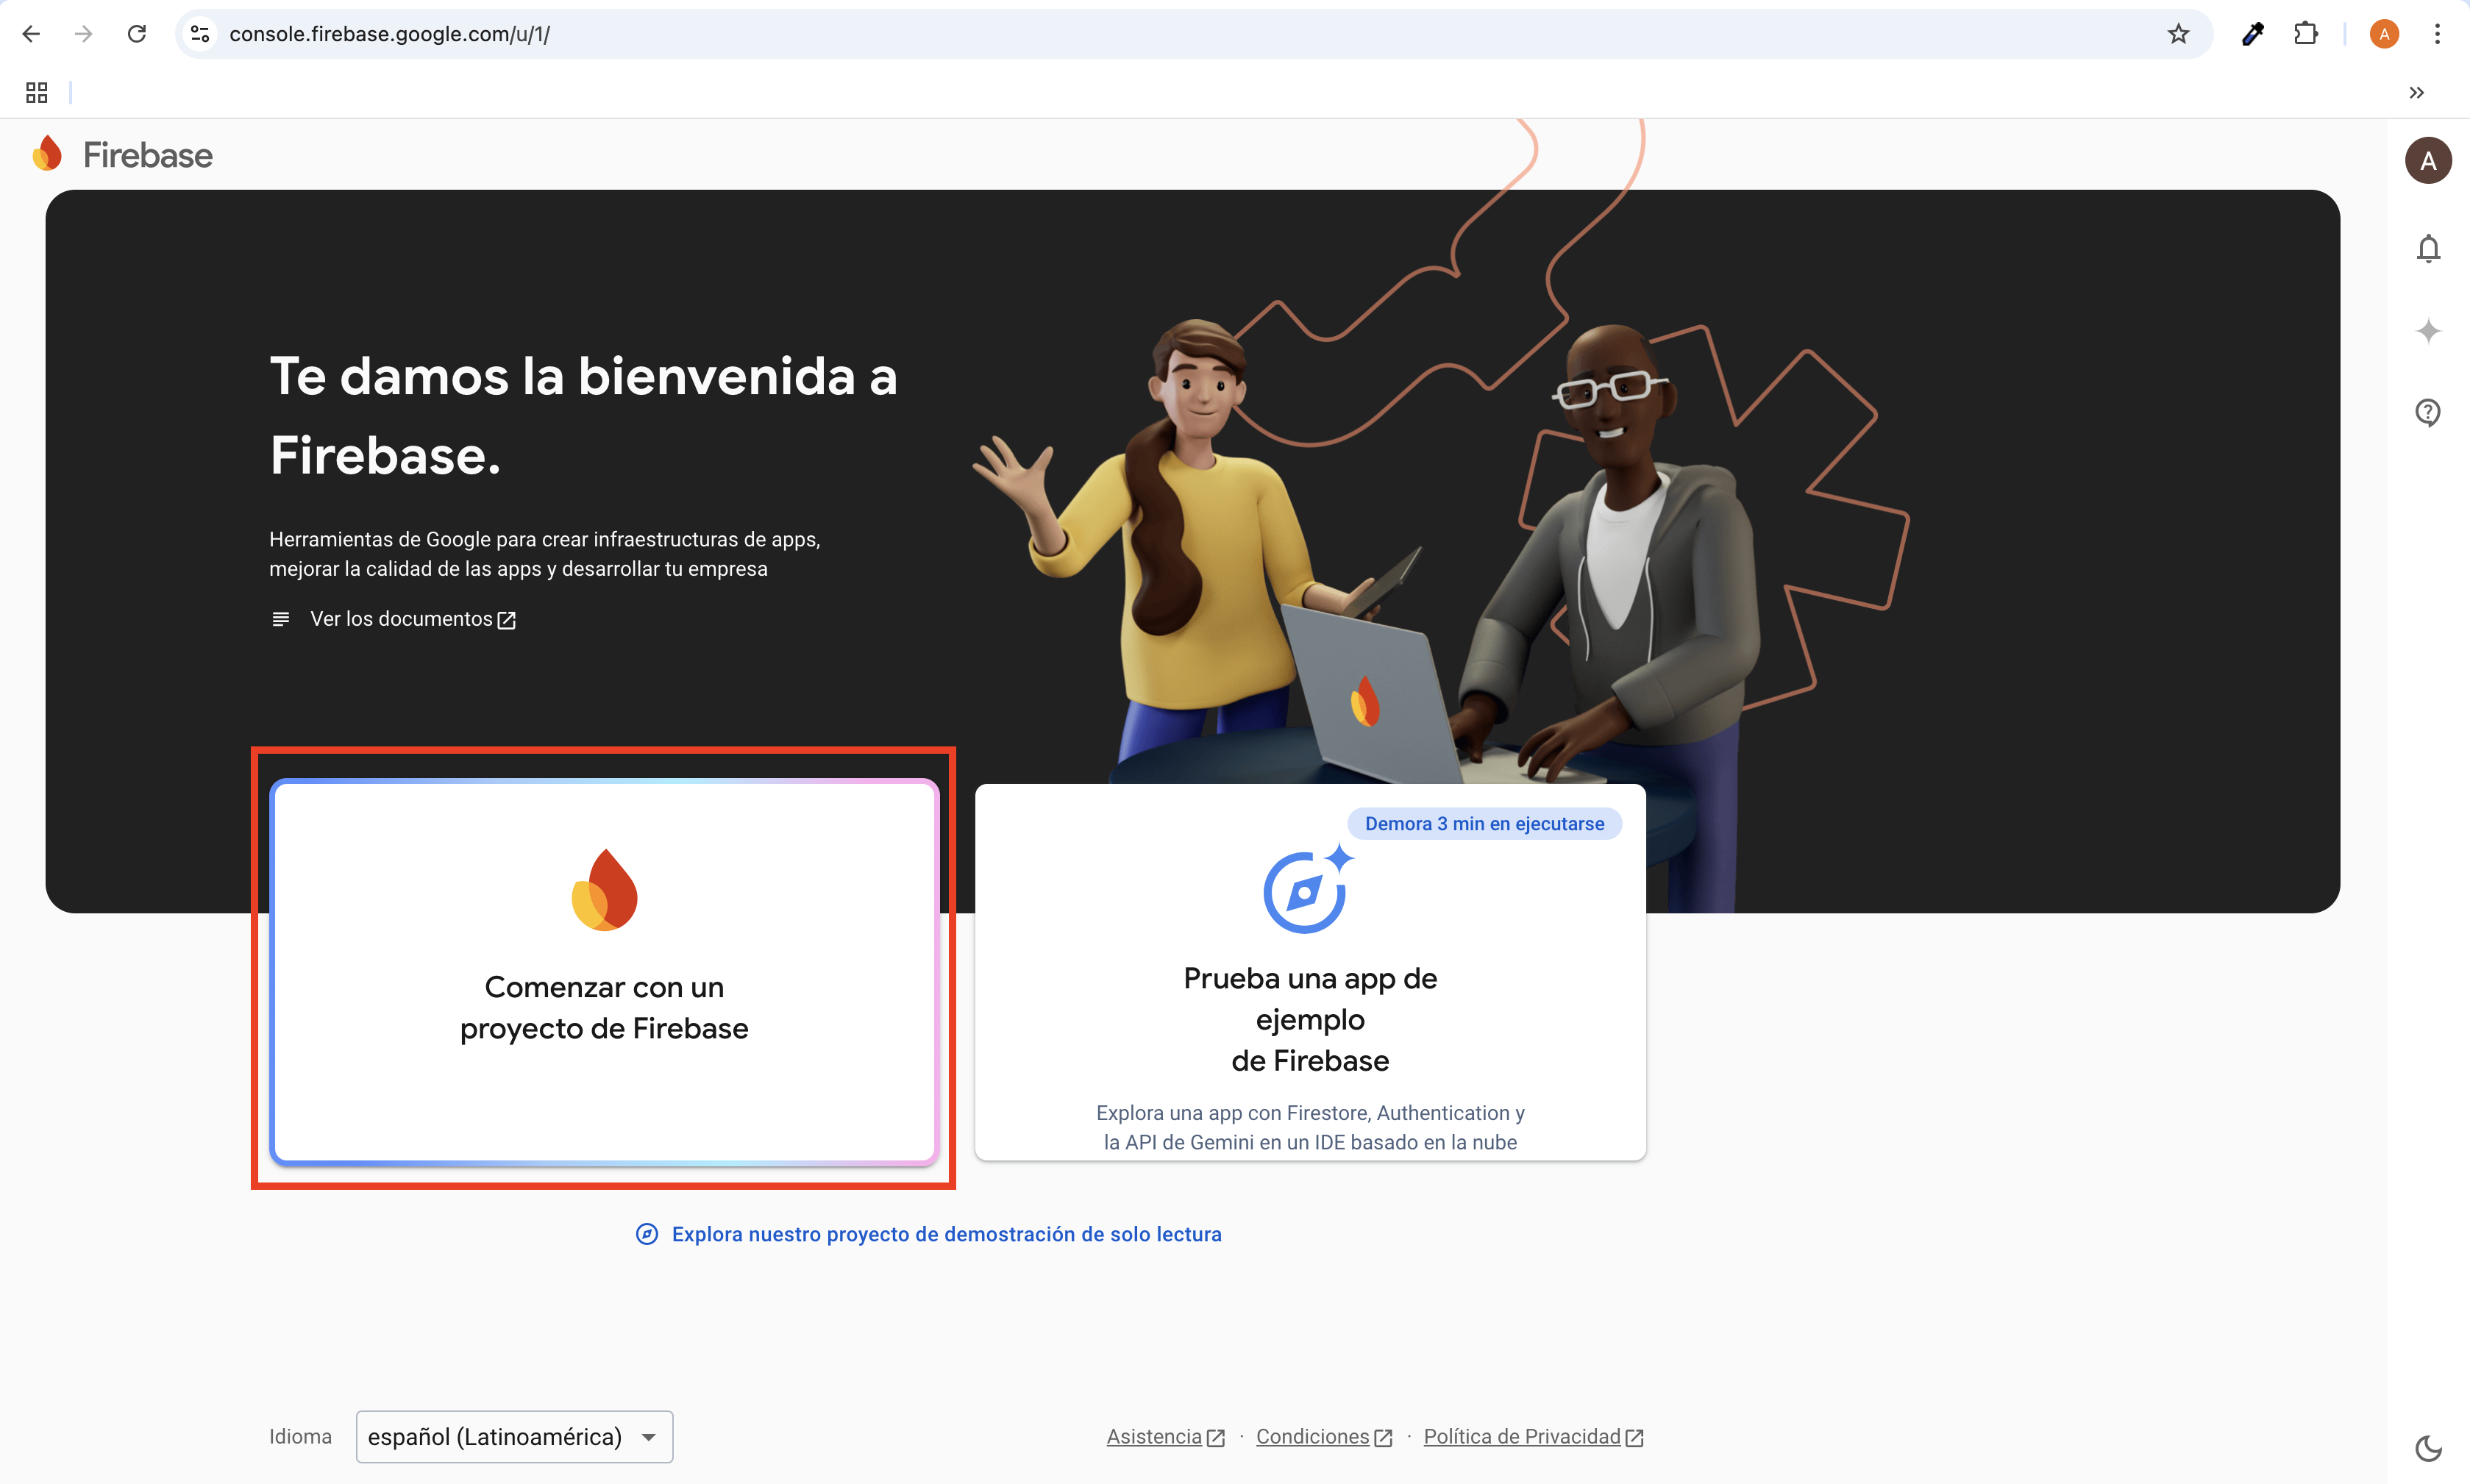 console.firebase.google.com/u/1/
A
Firebase
A
Te damos la bienvenida a
Firebase.
Herramientas de Google para crear infraestructuras de apps,
mejorar la calidad de las apps y desarrollar tu empresa
Ver los documentos
Comenzar con un
proyecto de Firebase
Demora 3 min en ejecutarse
Prueba una app de
ejemplo
de Firebase
Explora una app con Firestore, Authentication y
la API de Gemini en un IDE basado en la nube
Explora nuestro proyecto de demostración de solo lectura
Idioma
español (Latinoamérica)
Asistencia · Condiciones · Política de Privacidad